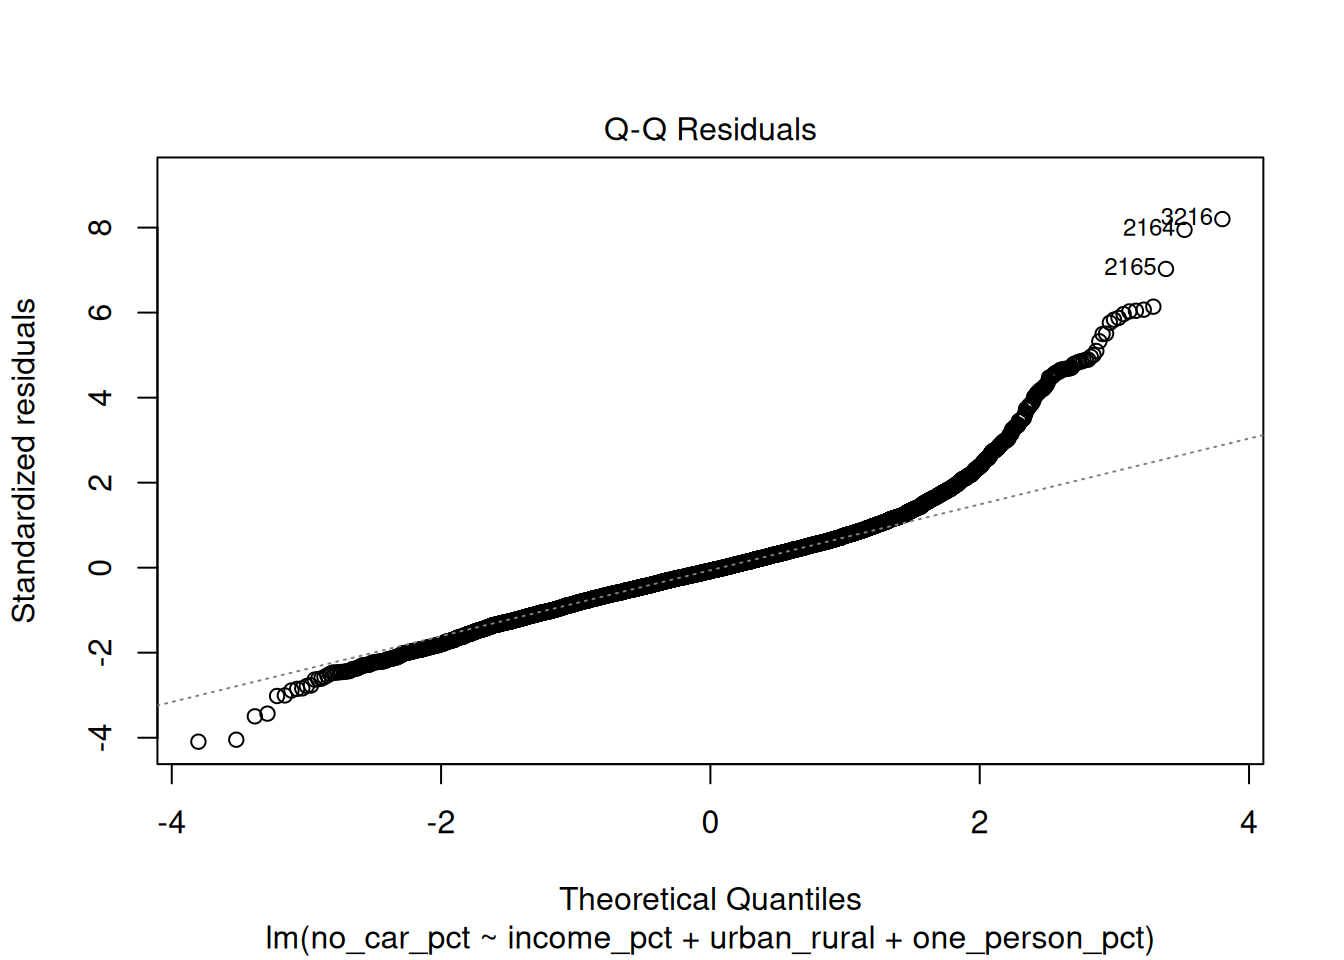 Q-Q Residuals
Standardized residuals
8
6
4
2
0
-2
-4
3216
2164
2165
-4 -2 0 2 4
Theoretical Quantiles
lm(no_car_pct ~ income_pct + urban_rural + one_person_pct)